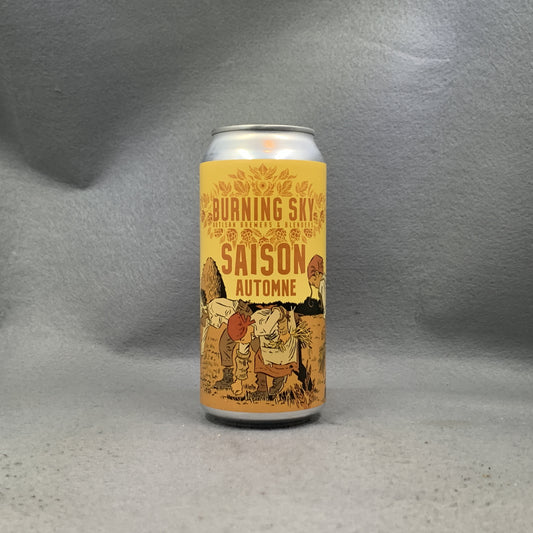 BURNING SKY
ARTISAN BREWERS & BLENDERS
SAISON
AUTOMNE